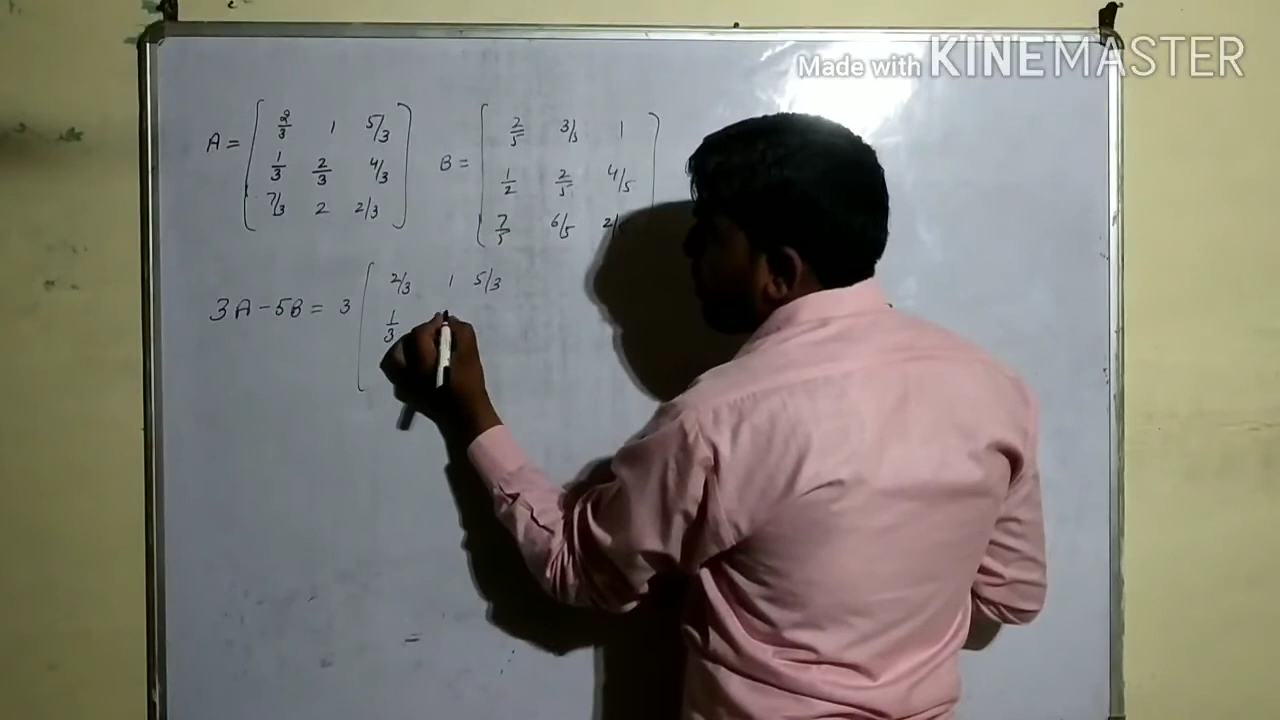 Made with KINEMASTER
A = [ 2/3 1 5/3
1/3 2/3 4/3
7/3 2 2/3 ]
B = [ 2/5 3/5 1
1/2 2/5 4/5
7/5 6/5 2/ ]
3A - 5B = 3 [ 2/3 1 5/3
1/3
=